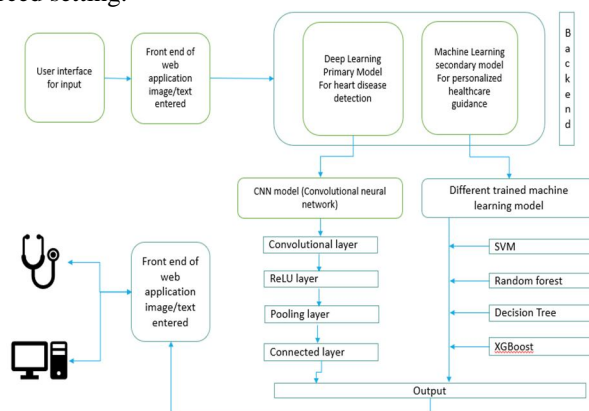 User interface
for input
Front end of
web
application
image/text
entered
Deep Learning
Primary Model
For heart disease
detection
Machine Learning
secondary model
For personalized
healthcare
guidance
B
a
c
k
e
n
d
CNN model (Convolutional neural
network)
Different trained machine
learning model
Convolutional layer
ReLU layer
Pooling layer
Connected layer
SVM
Random forest
Decision Tree
XGBoost
Front end of
web
application
image/text
entered
Output